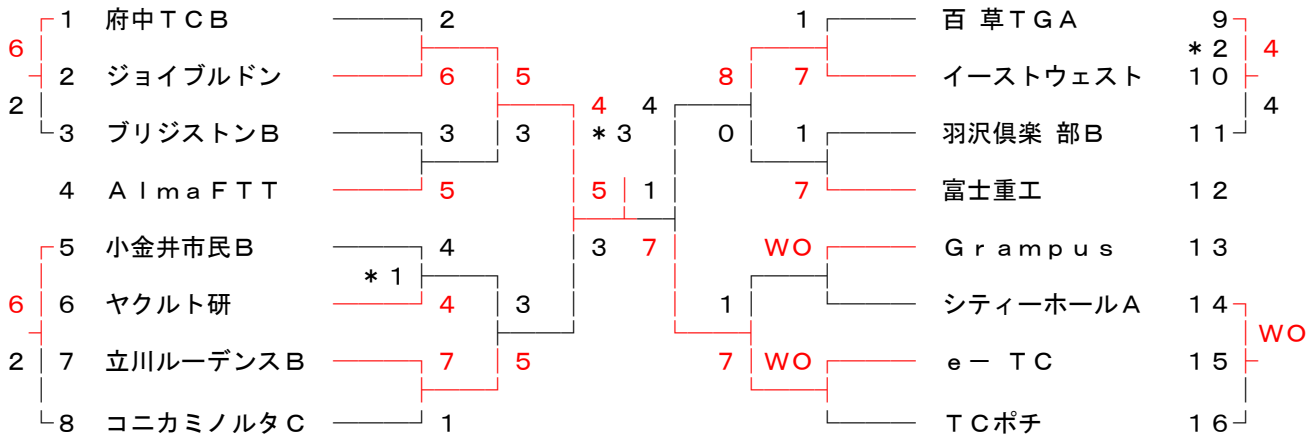 1 府中ＴＣＢ 2 1 百 草ＴＧＡ 9
6 *2 4
2 ジョイブルドン 6 5 8 7 イーストウェスト 10
2 4 4 4
3 ブリジストンＢ 3 3 *3 0 1 羽沢倶楽 部Ｂ 11
4 ＡｌｍａＦＴＴ 5 5 1 7 富士重工 12
5 小金井市民Ｂ 4 3 7 WO Ｇｒａｍｐｕｓ 13
*1
6 6 ヤクルト研 4 3 1 シティーホールＡ 14
WO
2 7 立川ルーデンスＢ 7 5 7 WO ｅ－ ＴＣ 15
8 コニカミノルタＣ 1 ＴＣポチ 16